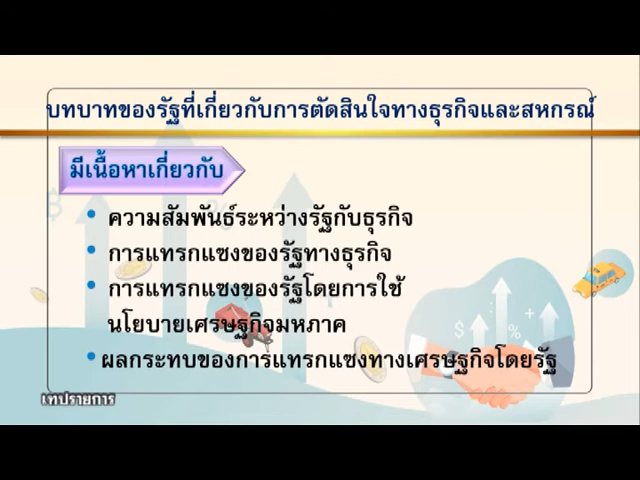 บทบาทของรัฐที่เกี่ยวกับการตัดสินใจทางธุรกิจและสหกรณ์
มีเนื้อหาเกี่ยวกับ
• ความสัมพันธ์ระหว่างรัฐกับธุรกิจ
• การแทรกแซงของรัฐทางธุรกิจ
• การแทรกแซงของรัฐโดยการใช้
นโยบายเศรษฐกิจมหภาค
• ผลกระทบของการแทรกแซงทางเศรษฐกิจโดยรัฐ
เทปรายการ